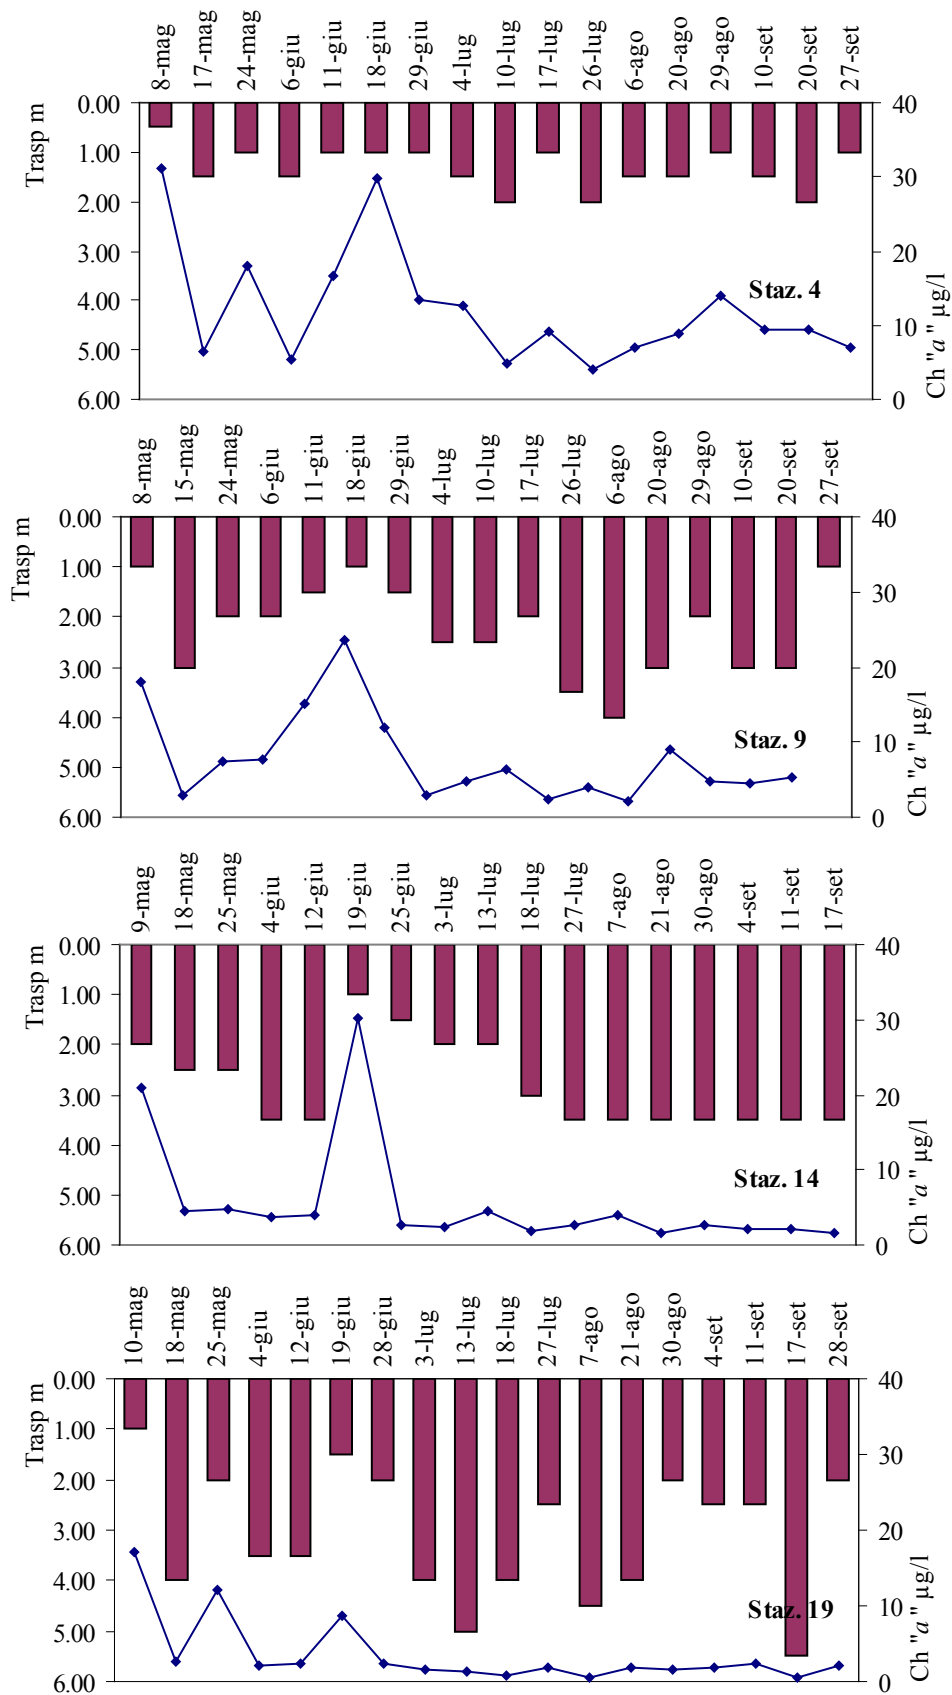 8-mag 17-mag 24-mag 6-giu 11-giu 18-giu 29-giu 4-lug 10-lug 17-lug 26-lug 6-ago 20-ago 29-ago 10-set 20-set 27-set
Trasp m
0.00 40
1.00
30
2.00
3.00 20
Staz. 4
4.00
10
5.00
6.00 0
Ch "a" µg/l
8-mag 15-mag 24-mag 6-giu 11-giu 18-giu 29-giu 4-lug 10-lug 17-lug 26-lug 6-ago 20-ago 29-ago 10-set 20-set 27-set
Trasp m
0.00 40
1.00
30
2.00
3.00 20
4.00
Staz. 9
10
5.00
6.00 0
Ch "a" µg/l
9-mag 18-mag 25-mag 4-giu 12-giu 19-giu 25-giu 3-lug 13-lug 18-lug 27-lug 7-ago 21-ago 30-ago 4-set 11-set 17-set
Trasp m
0.00 40
1.00
30
2.00
3.00 20
4.00
10
Staz. 14
5.00
6.00 0
Ch "a" µg/l
10-mag 18-mag 25-mag 4-giu 12-giu 19-giu 28-giu 3-lug 13-lug 18-lug 27-lug 7-ago 21-ago 30-ago 4-set 11-set 17-set 28-set
Trasp m
0.00 40
1.00
30
2.00
3.00 20
4.00
10
Staz. 19
5.00
6.00 0
Ch "a" µg/l